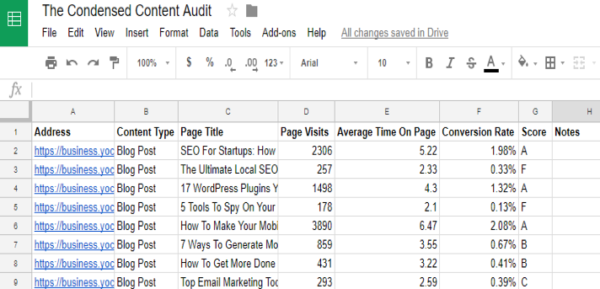 The Condensed Content Audit
File Edit View Insert Format Data Tools Add-ons Help All changes saved in Drive
100% $ % .0 .00 123 Arial 10 B I S A
fx
A B C D E F G H
1 Address Content Type Page Title Page Visits Average Time On Page Conversion Rate Score Notes
2 https://business.yoc Blog Post SEO For Startups: How 2306 5.22 1.98% A
3 https://business.yoc Blog Post The Ultimate Local SEO 257 2.33 0.33% F
4 https://business.yoc Blog Post 17 WordPress Plugins Y 1498 4.3 1.32% A
5 https://business.yoc Blog Post 5 Tools To Spy On Your 178 2.1 0.13% F
6 https://business.yoc Blog Post How To Make Your Mobi 3890 6.47 2.08% A
7 https://business.yoc Blog Post 7 Ways To Generate Mo 859 3.55 0.67% B
8 https://business.yoc Blog Post How To Get More Done 431 3.22 0.41% B
9 https://business.yoc Blog Post Top Email Marketing Too 293 2.59 0.39% C